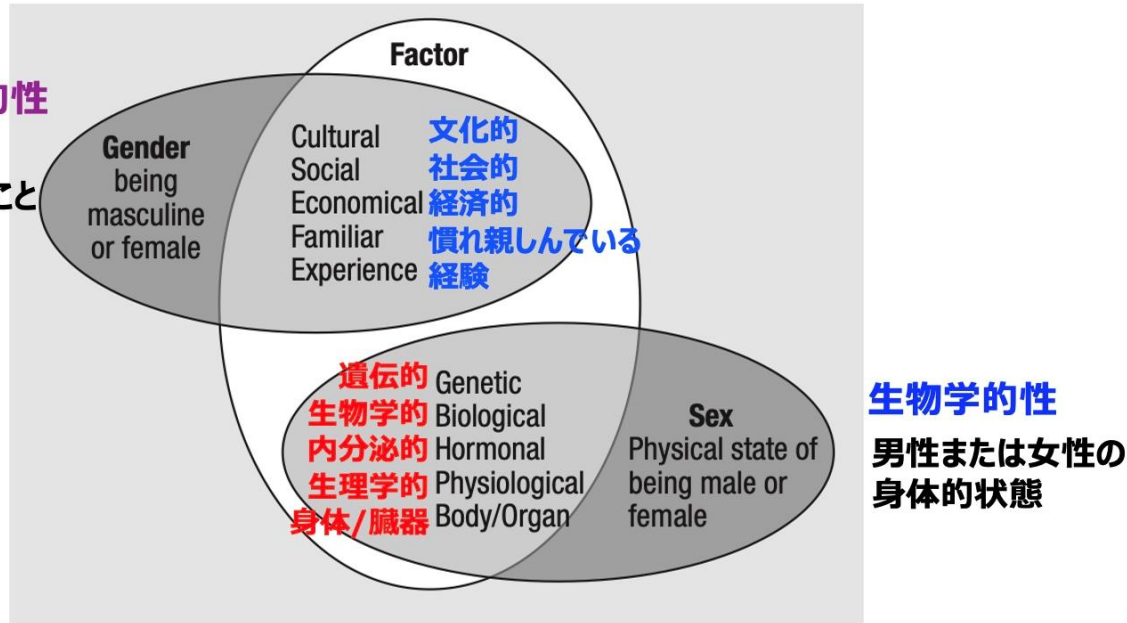 Factor
的性
こと
Gender
being
masculine
or female
Cultural 文化的
Social 社会的
Economical 経済的
Familiar 慣れ親しんでいる
Experience 経験
遺伝的 Genetic
生物学的 Biological
内分泌的 Hormonal
生理学的 Physiological
身体/臓器 Body/Organ
Sex
Physical state of
being male or
female
生物学的性
男性または女性の
身体的状態